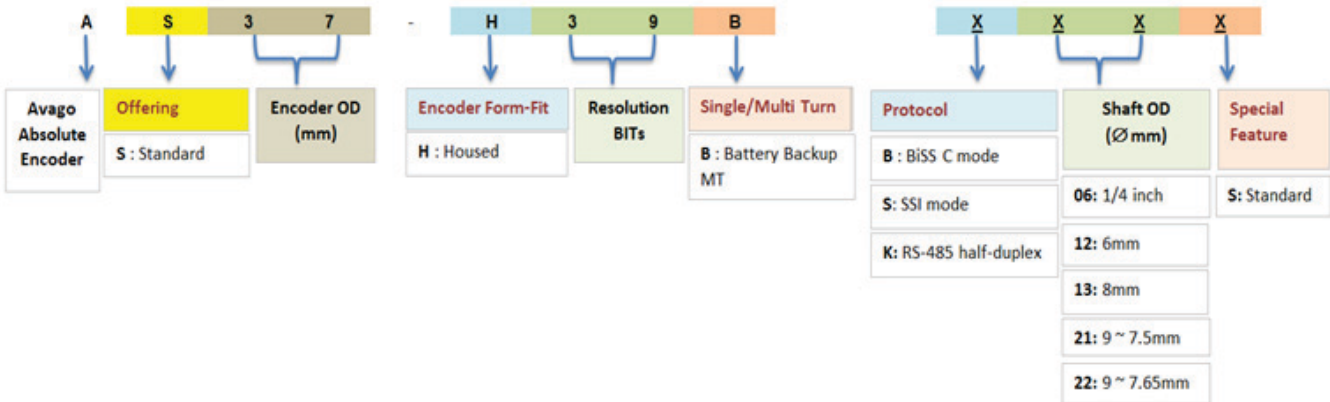 A S 3 7 - H 3 9 B X X X X
Avago
Absolute
Encoder
Offering
S : Standard
Encoder OD
(mm)
Encoder Form-Fit
H : Housed
Resolution
BITs
Single/Multi Turn
B : Battery Backup
MT
Protocol
B : BiSS C mode
S: SSI mode
K: RS-485 half-duplex
Shaft OD
(∅ mm)
06: 1/4 inch
12: 6mm
13: 8mm
21: 9 ~ 7.5mm
22: 9 ~ 7.65mm
Special
Feature
S: Standard